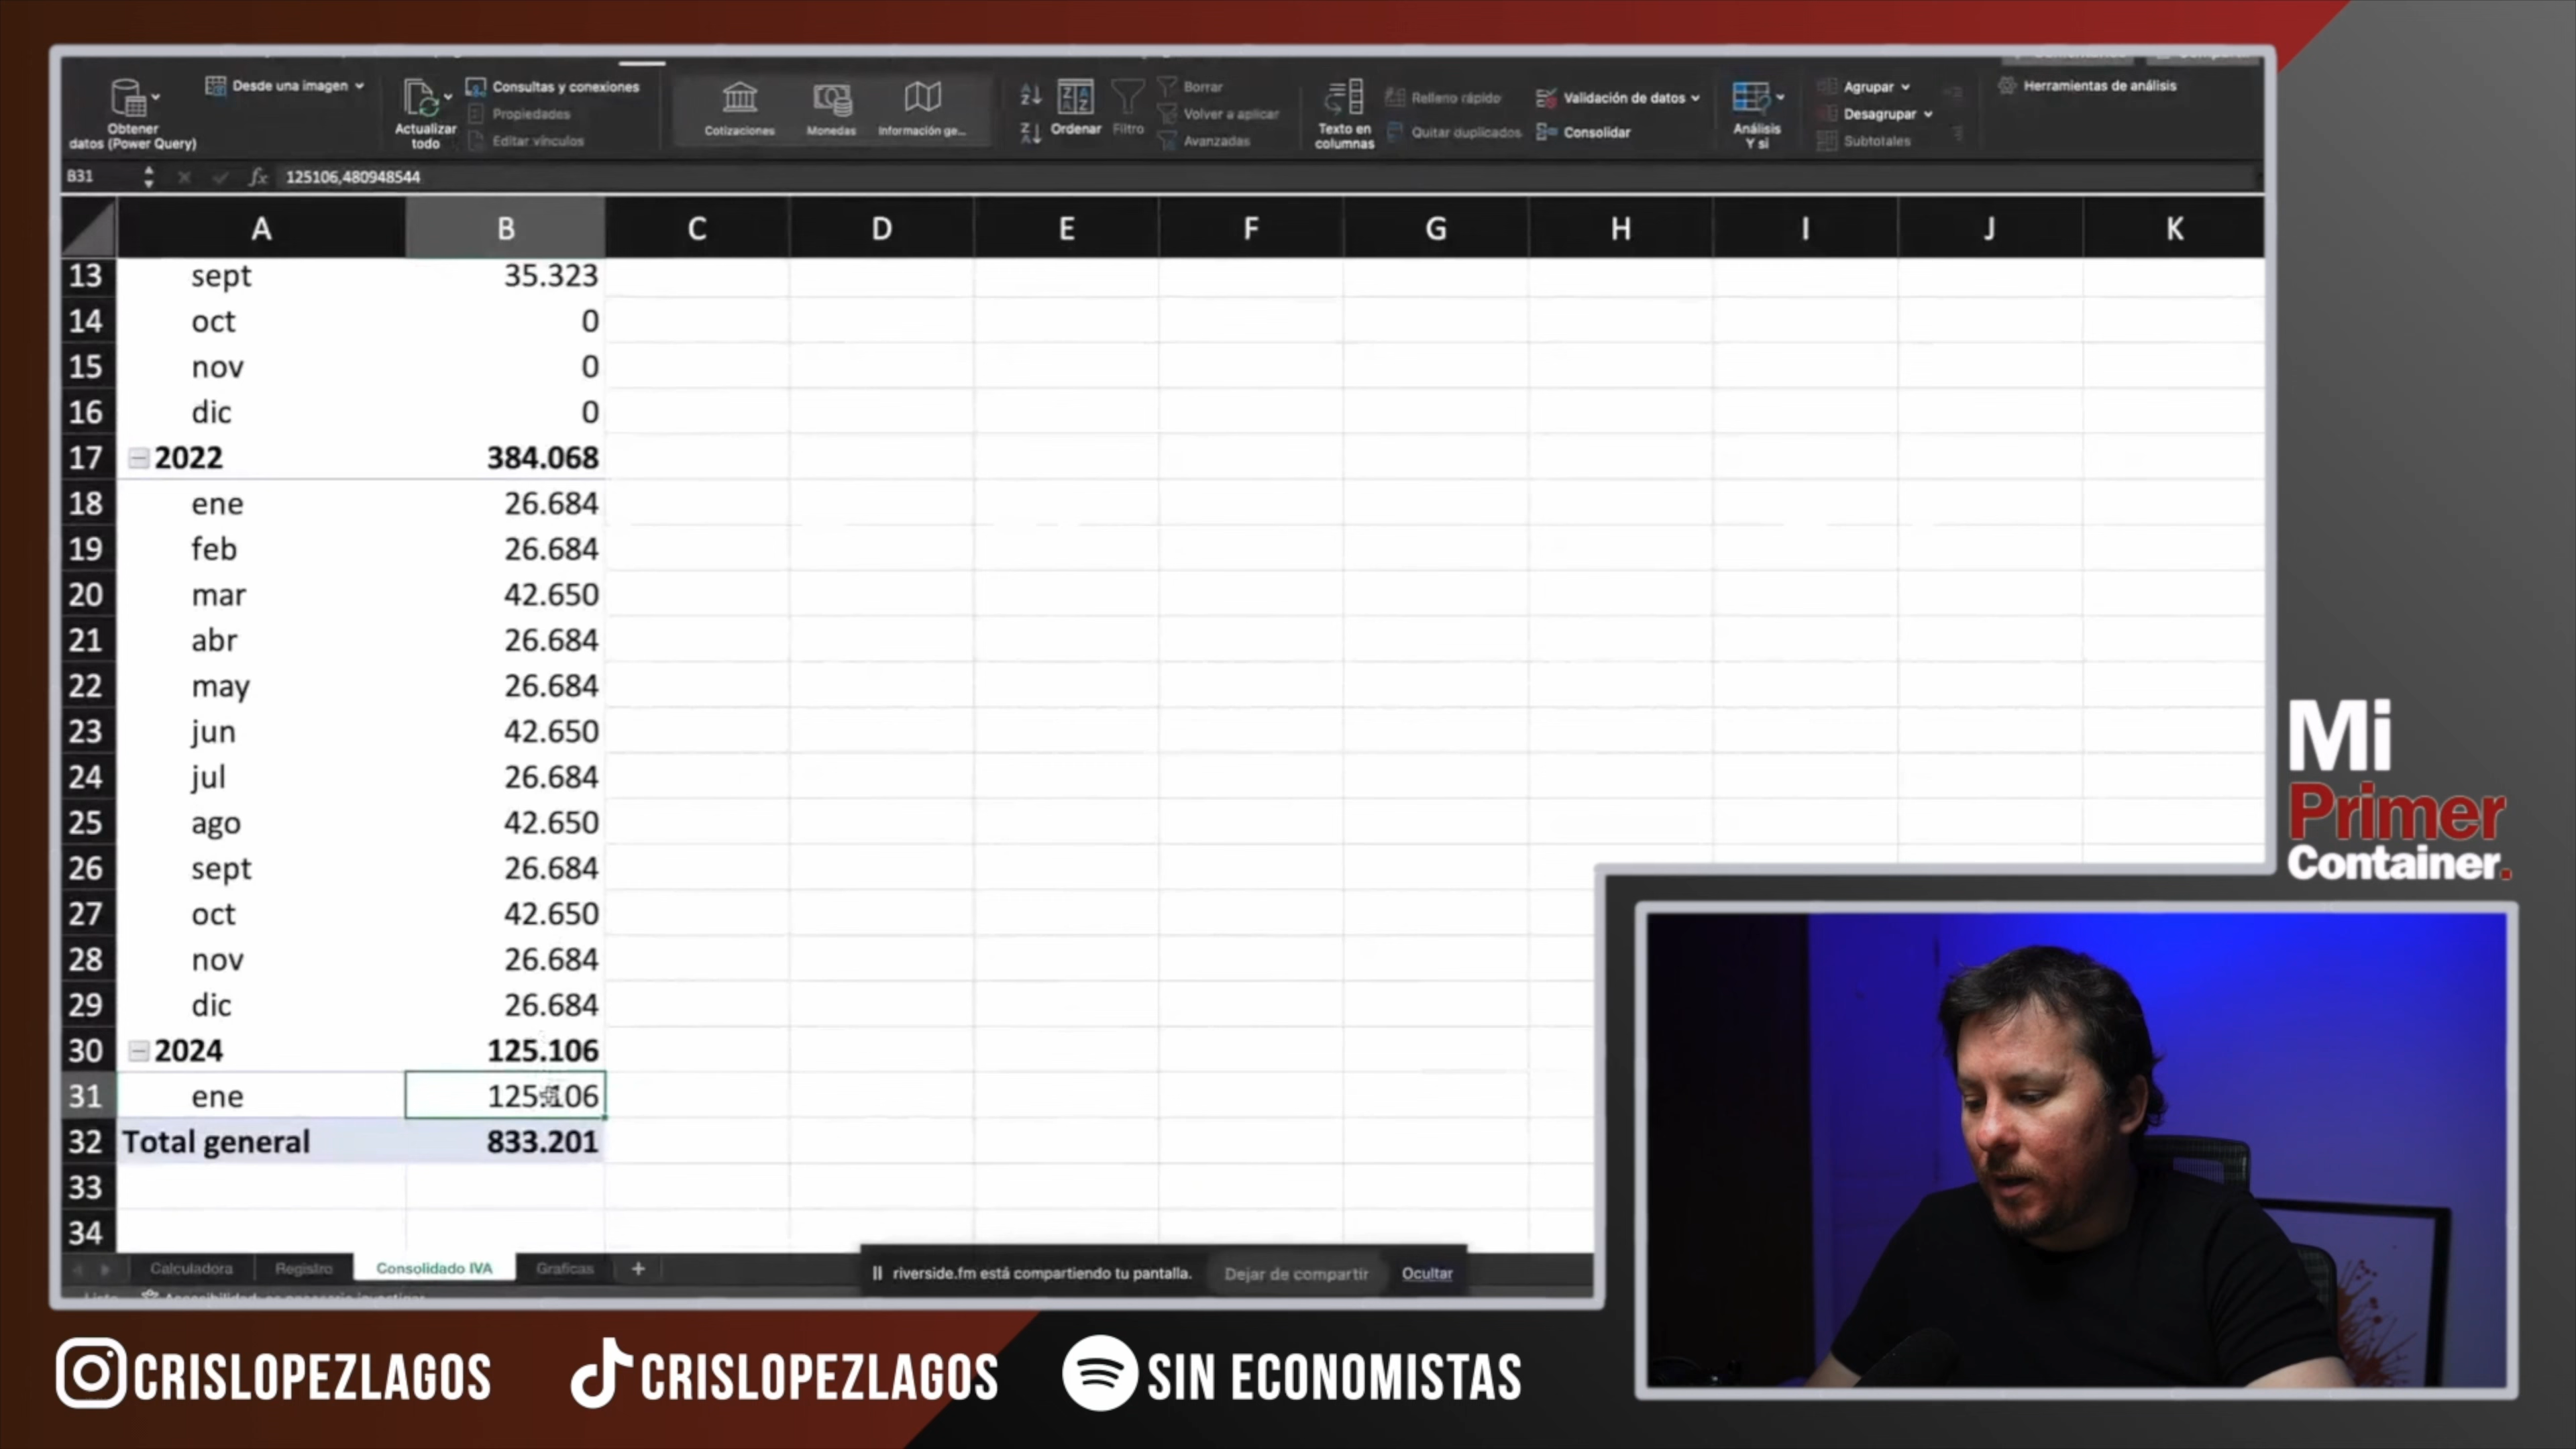 Desde una imagen
Obtener
datos (Power Query)
Actualizar
todo
Consultas y conexiones
Propiedades
Editar vínculos
Cotizaciones
Monedas
Información ge...
Ordenar
Filtro
Borrar
Volver a aplicar
Avanzadas
Texto en
columnas
Relleno rápido
Quitar duplicados
Validación de datos
Consolidar
Análisis
Y si
Agrupar
Desagrupar
Subtotales
Herramientas de análisis
B31 fx 125106,480948544
A B C D E F G H I J K
13 sept 35.323
14 oct 0
15 nov 0
16 dic 0
17 2022 384.068
18 ene 26.684
19 feb 26.684
20 mar 42.650
21 abr 26.684
22 may 26.684
23 jun 42.650
24 jul 26.684
25 ago 42.650
26 sept 26.684
27 oct 42.650
28 nov 26.684
29 dic 26.684
30 2024 125.106
31 ene 125.106
32 Total general 833.201
33
34
Calculadora Registro Consolidado IVA Graficas +
riverside.fm está compartiendo tu pantalla. Dejar de compartir Ocultar
Mi
Primer
Container.
CRISLOPEZLAGOS CRISLOPEZLAGOS SIN ECONOMISTAS